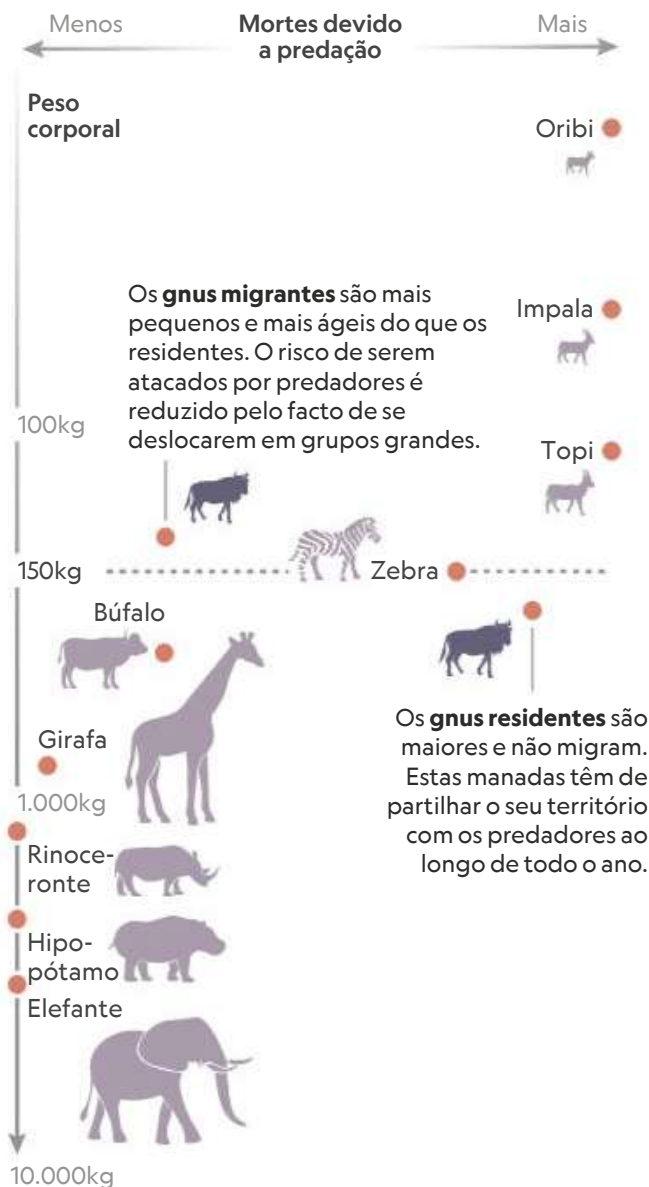 Menos
Mortes devido
a predação
Mais
Peso
corporal
Oribi
Os gnus migrantes são mais
pequenos e mais ágeis do que os
residentes. O risco de serem
atacados por predadores é
reduzido pelo facto de se
deslocarem em grupos grandes.
Impala
100kg
Topi
150kg
Zebra
Búfalo
Girafa
Os gnus residentes são
maiores e não migram.
Estas manadas têm de
partilhar o seu território
com os predadores ao
longo de todo o ano.
1.000kg
Rinoce-
ronte
Hipo-
pótamo
Elefante
10.000kg